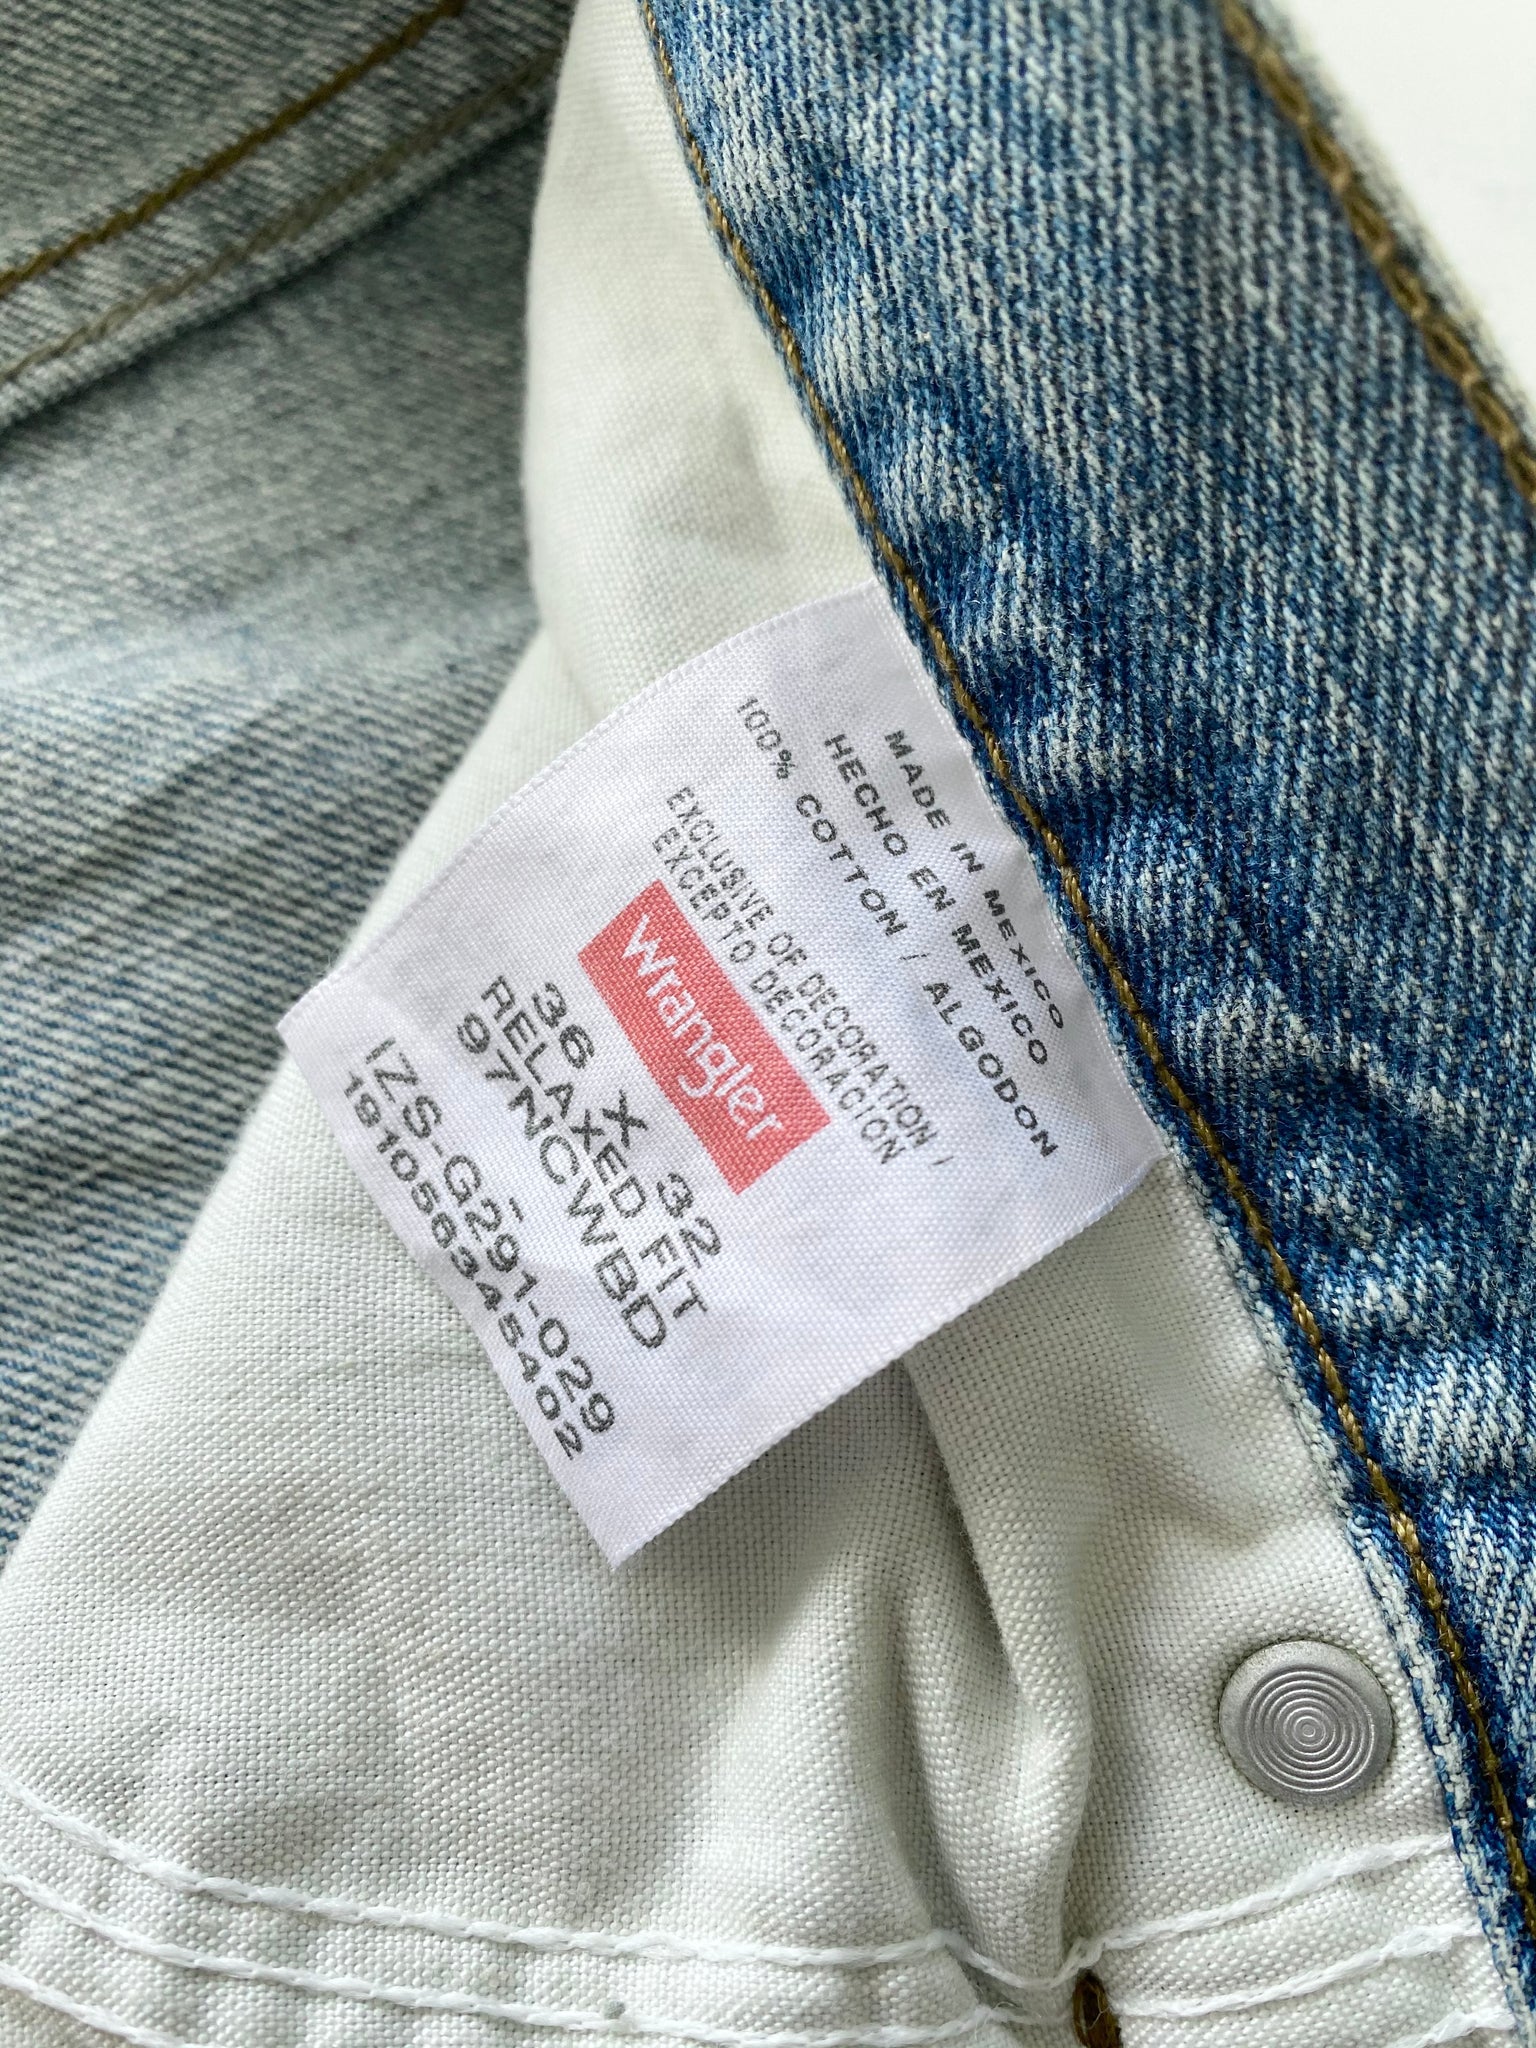 MADE IN MEXICO
HECHO EN MEXICO
100% COTTON / ALGODON
EXCLUSIVE OF DECORATION /
EXCEPTO DECORACION
wrangler
36 X 32
RELAXED FIT
97NCWBD
IZS-G291-029
191056345402